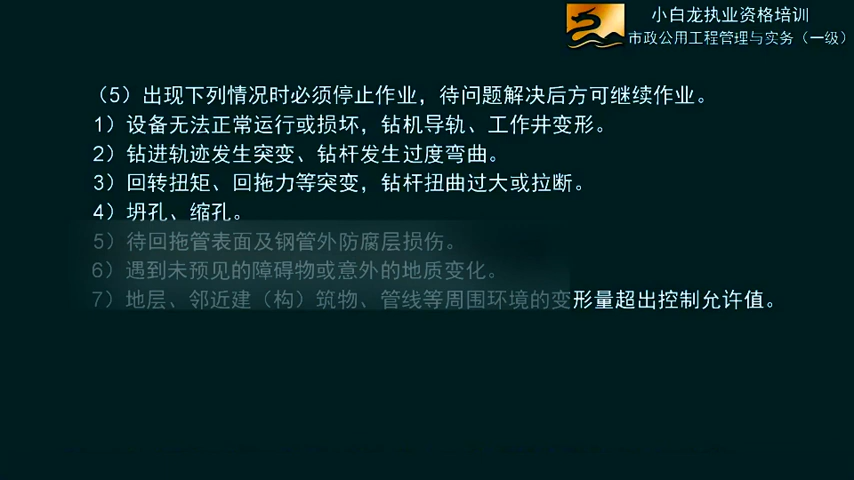 小白龙执业资格培训
市政公用工程管理与实务（一级）
（5）出现下列情况时必须停止作业，待问题解决后方可继续作业。
1）设备无法正常运行或损坏，钻机导轨、工作井变形。
2）钻进轨迹发生突变、钻杆发生过度弯曲。
3）回转扭矩、回拖力等突变，钻杆扭曲过大或拉断。
4）坍孔、缩孔。
5）待回拖管表面及钢管外防腐层损伤。
6）遇到未预见的障碍物或意外的地质变化。
7）地层、邻近建（构）筑物、管线等周围环境的变形量超出控制允许值。